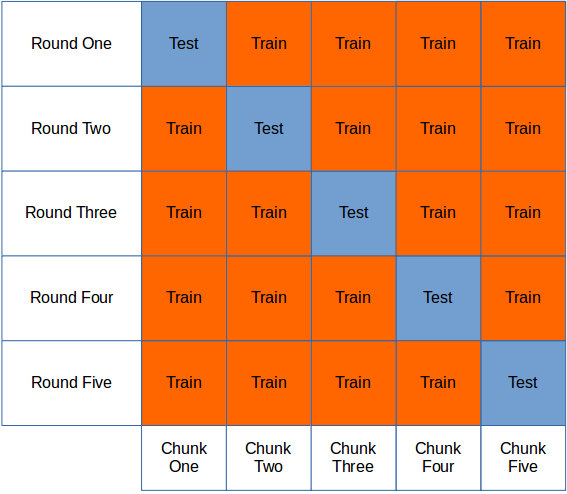 Round One Test Train Train Train Train
Round Two Train Test Train Train Train
Round Three Train Train Test Train Train
Round Four Train Train Train Test Train
Round Five Train Train Train Train Test
Chunk Chunk Chunk Chunk Chunk
One Two Three Four Five